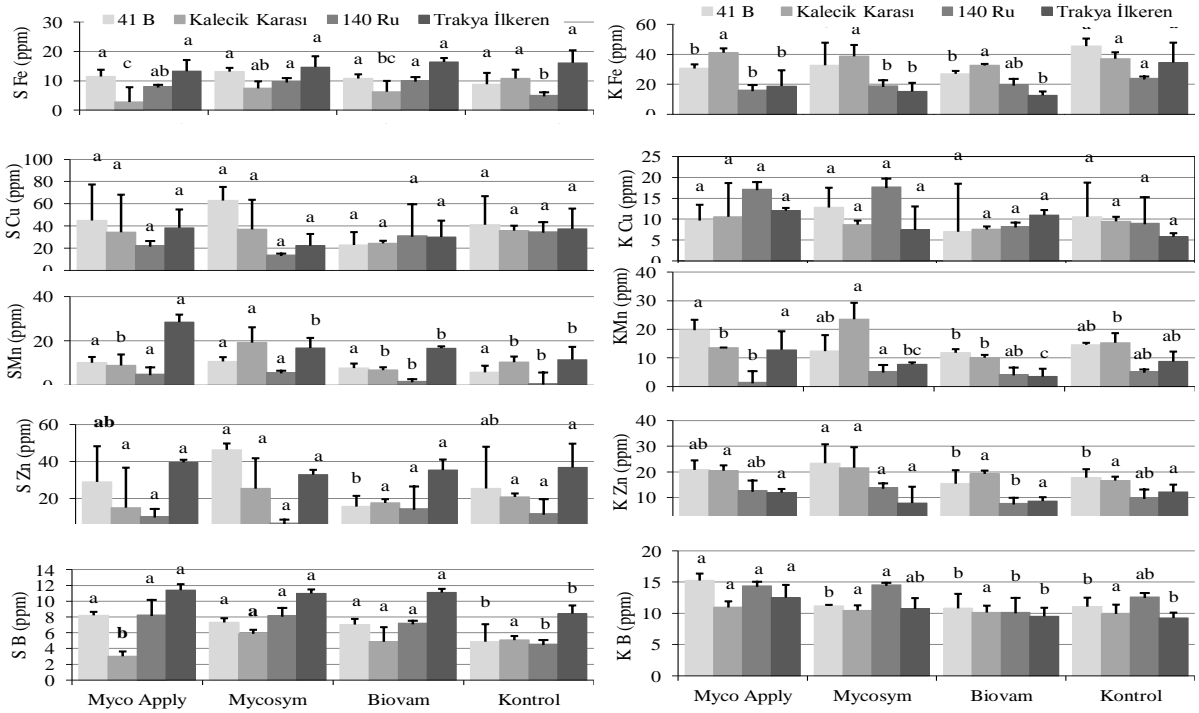 41 B Kalecik Karası 140 Ru Trakya İlkeren
S Fe (ppm)
30 20 10 0
a c ab a
a ab a a
a bc a a
a a b a
S Cu (ppm)
100 80 60 40 20 0
a a a a
a a a a
a a a a
a a a a
SMn (ppm)
40 20 0
a b a a
a a a b
a b a b
a b b b
S Zn (ppm)
60 40 20
ab a a a
a a a a
b a a a
ab a a a
S B (ppm)
14 12 10 8 6 4 2 0
a b a a
a a a a
a a a a
b a b b
Myco Apply Mycosym Biovam Kontrol
41 B Kalecik Karası 140 Ru Trakya İlkeren
K Fe (ppm)
60 40 20 0
b a b b
a a b b
b a b b
a a a a
K Cu (ppm)
25 20 15 10 5 0
a a a a
a a a a
a a a a
a a a a
KMn (ppm)
40 30 20 10 0
a b a a
ab a a bc
b b ab c
ab b ab ab
K Zn (ppm)
40 30 20 10
ab a ab a
a a a a
b a b b
b a ab a
K B (ppm)
20 15 10 5 0
a a a a
b a a ab
b b b b
b a ab b
Myco Apply Mycosym Biovam Kontrol